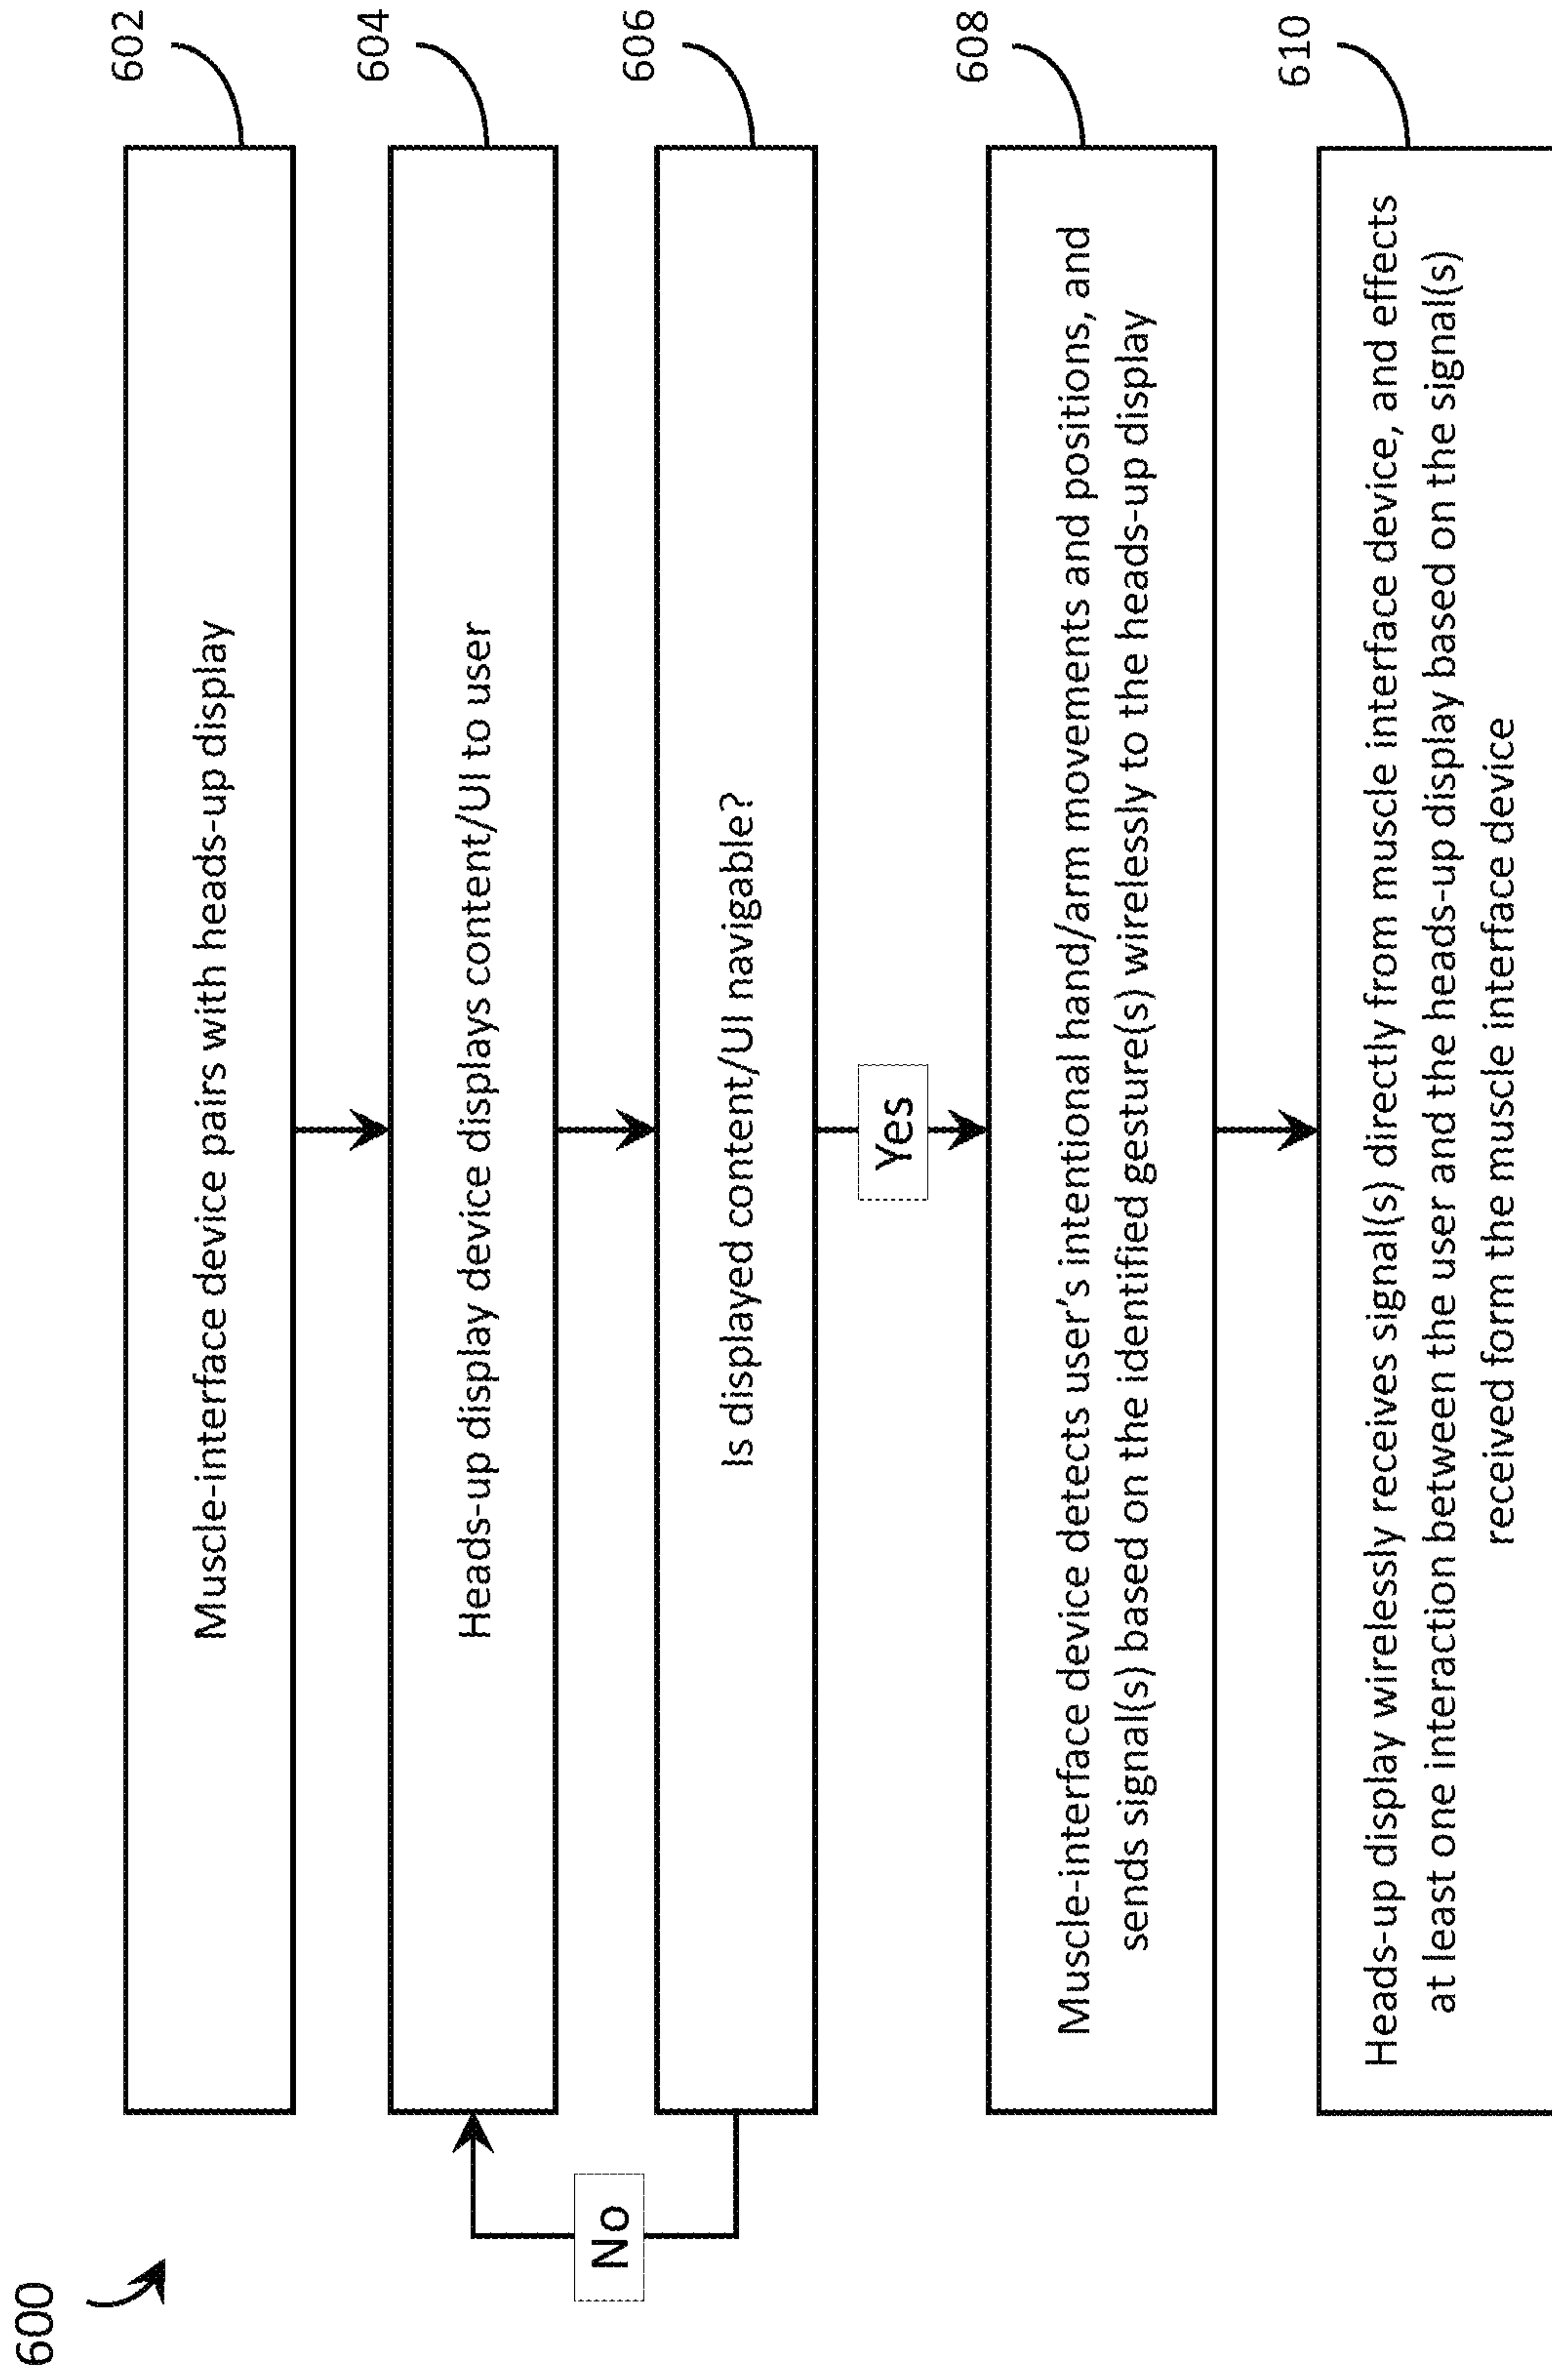 600
602
Muscle-interface device pairs with heads-up display
604
Heads-up display device displays content/UI to user
606
Is displayed content/UI navigable?
No
Yes
608
Muscle-interface device detects user’s intentional hand/arm movements and positions, and
sends signal(s) based on the identified gesture(s) wirelessly to the heads-up display
610
Heads-up display wirelessly receives signal(s) directly from muscle interface device, and effects
at least one interaction between the user and the heads-up display based on the signal(s)
received form the muscle interface device